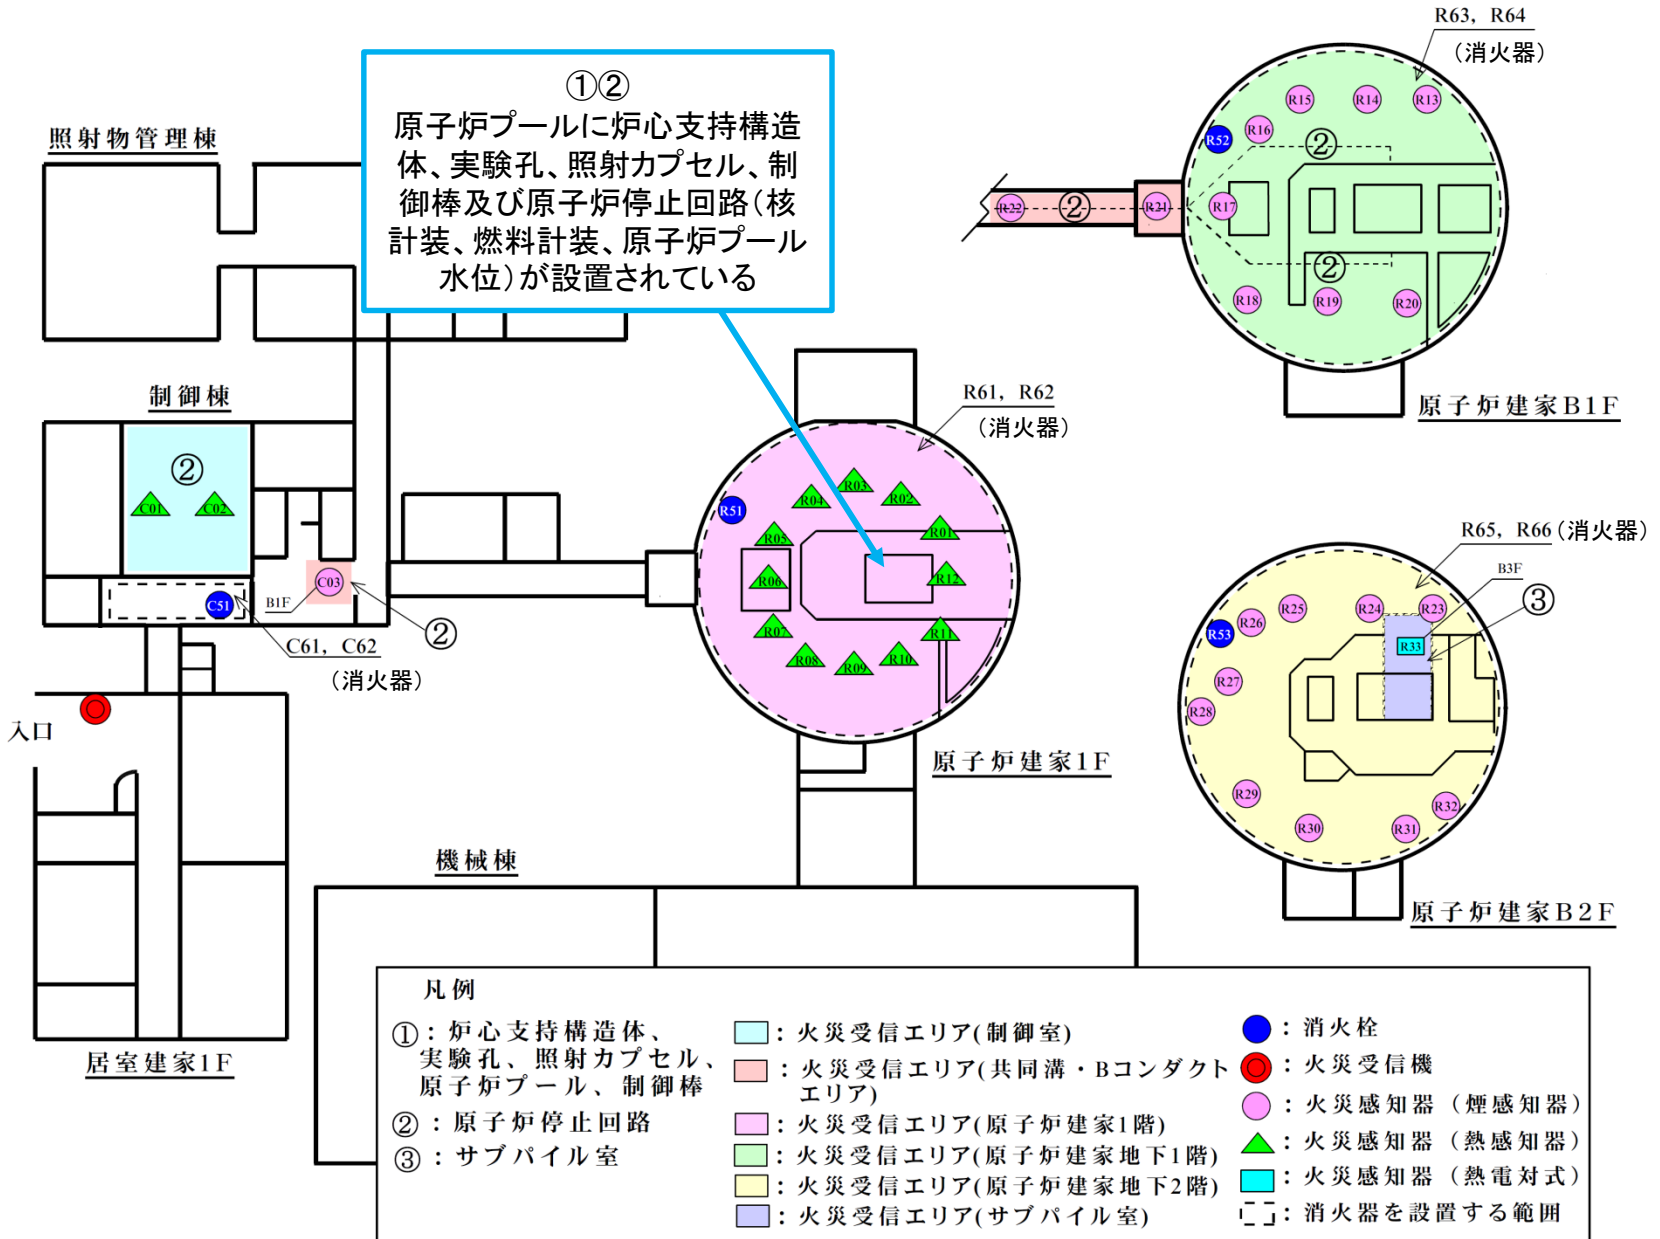 R63, R64
(消火器)
①②
原子炉プールに炉心支持構造
体、実験孔、照射カプセル、制
御棒及び原子炉停止回路(核
計装、燃料計装、原子炉プール
水位)が設置されている
照射物管理棟
R15
R14
R13
R16
R52
②
R22
②
R21
R17
②
R18
R19
R20
原子炉建家B1F
制御棟
②
C01
C02
C03
B1F
C51
②
C61, C62
(消火器)
R61, R62
(消火器)
R03
R04
R02
R51
R05
R01
R06
R12
R07
R11
R08
R09
R10
原子炉建家1F
R65, R66(消火器)
B3F
③
R25
R24
R23
R26
R53
R33
R27
R28
R29
R30
R31
R32
原子炉建家B2F
入口
居室建家1F
機械棟
凡例
①:炉心支持構造体、
実験孔、照射カプセル、
原子炉プール、制御棒
②:原子炉停止回路
③:サブパイル室
:火災受信エリア(制御室)
:火災受信エリア(共同溝・Bコンダクト
エリア)
:火災受信エリア(原子炉建家1階)
:火災受信エリア(原子炉建家地下1階)
:火災受信エリア(原子炉建家地下2階)
:火災受信エリア(サブパイル室)
:消火栓
:火災受信機
:火災感知器(煙感知器)
:火災感知器(熱感知器)
:火災感知器(熱電対式)
:消火器を設置する範囲